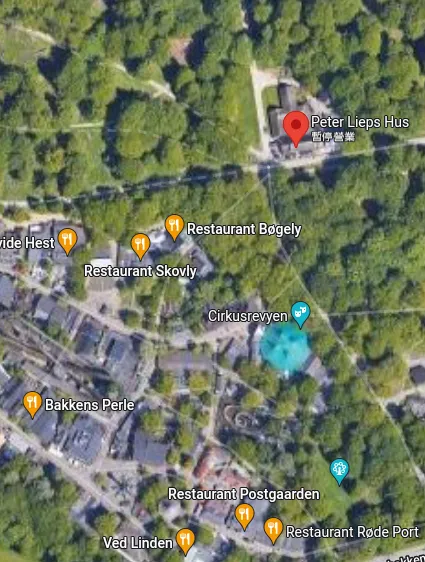 Peter Lieps Hus
暫停營業
Restaurant Bøgely
vide Hest
Restaurant Skovly
Cirkusrevyen
Bakkens Perle
Restaurant Postgaarden
Restaurant Røde Port
Ved Linden